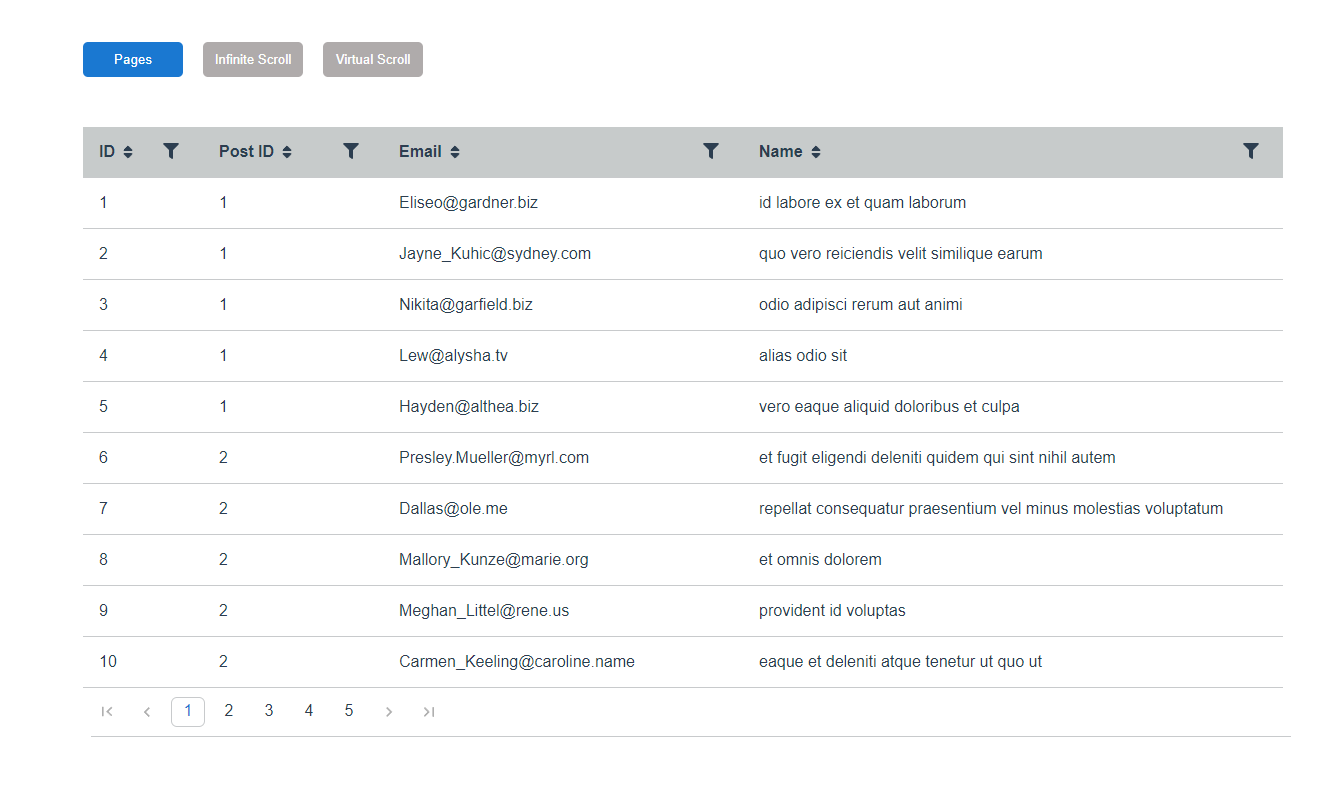 Pages Infinite Scroll Virtual Scroll
ID Post ID Email Name
1 1 Eliseo@gardner.biz id labore ex et quam laborum
2 1 Jayne_Kuhic@sydney.com quo vero reiciendis velit similique earum
3 1 Nikita@garfield.biz odio adipisci rerum aut animi
4 1 Lew@alysha.tv alias odio sit
5 1 Hayden@althea.biz vero eaque aliquid doloribus et culpa
6 2 Presley.Mueller@myrl.com et fugit eligendi deleniti quidem qui sint nihil autem
7 2 Dallas@ole.me repellat consequatur praesentium vel minus molestias voluptatum
8 2 Mallory_Kunze@marie.org et omnis dolorem
9 2 Meghan_Littel@rene.us provident id voluptas
10 2 Carmen_Keeling@caroline.name eaque et deleniti atque tenetur ut quo ut
1 2 3 4 5